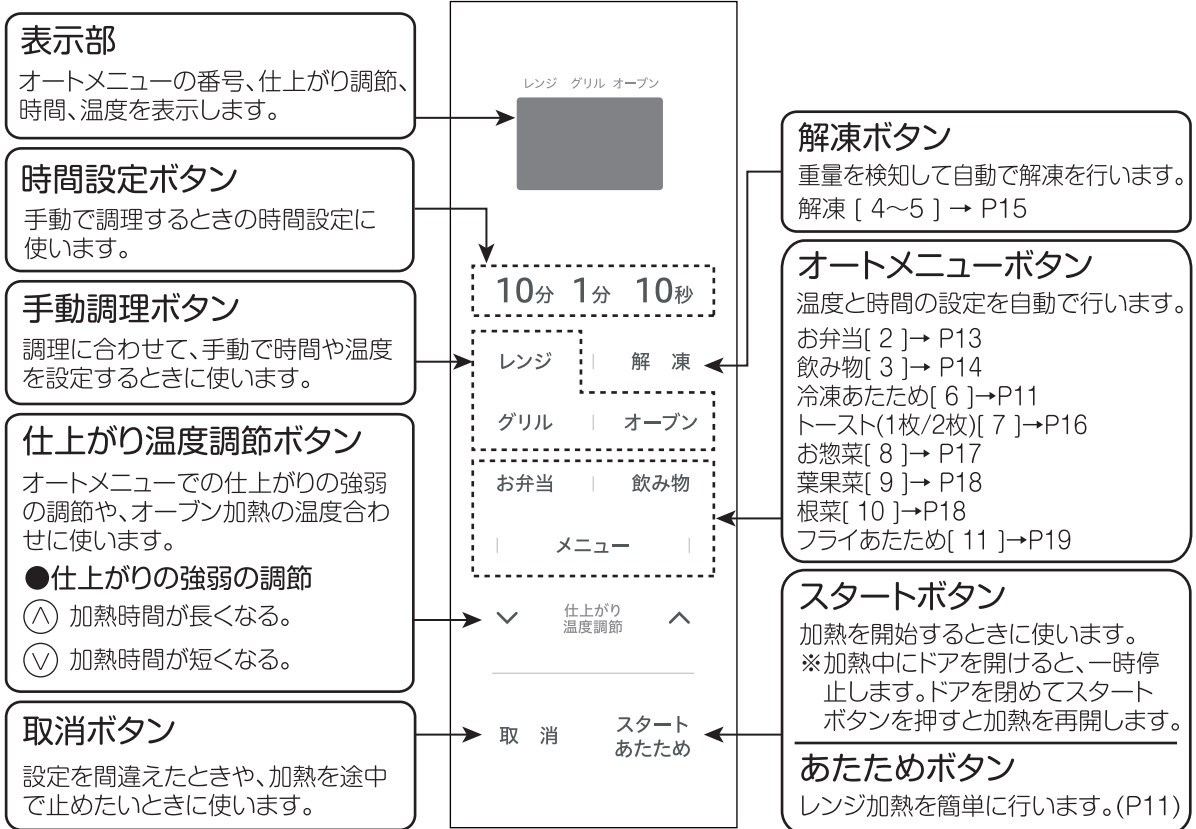 表示部
オートメニューの番号、仕上がり調節、
時間、温度を表示します。
時間設定ボタン
手動で調理するときの時間設定に
使います。
手動調理ボタン
調理に合わせて、手動で時間や温度
を設定するときに使います。
仕上がり温度調節ボタン
オートメニューでの仕上がりの強弱
の調節や、オーブン加熱の温度合わ
せに使います。
●仕上がりの強弱の調節
加熱時間が長くなる。
加熱時間が短くなる。
取消ボタン
設定を間違えたときや、加熱を途中
で止めたいときに使います。
レンジ グリル オーブン
10分 1分 10秒
レンジ 解凍
グリル オーブン
お弁当 飲み物
メニュー
仕上がり
温度調節
取消 スタート
あたため
解凍ボタン
重量を検知して自動で解凍を行います。
解凍 [ 4〜5 ] → P15
オートメニューボタン
温度と時間の設定を自動で行います。
お弁当[ 2 ]→ P13
飲み物[ 3 ]→ P14
冷凍あたため[ 6 ]→P11
トースト(1枚/2枚)[ 7 ]→P16
お惣菜[ 8 ]→ P17
葉果菜[ 9 ]→ P18
根菜[ 10 ]→P18
フライあたため[ 11 ]→P19
スタートボタン
加熱を開始するときに使います。
※加熱中にドアを開けると、一時停
止します。ドアを閉めてスタート
ボタンを押すと加熱を再開します。
あたためボタン
レンジ加熱を簡単に行います。(P11)